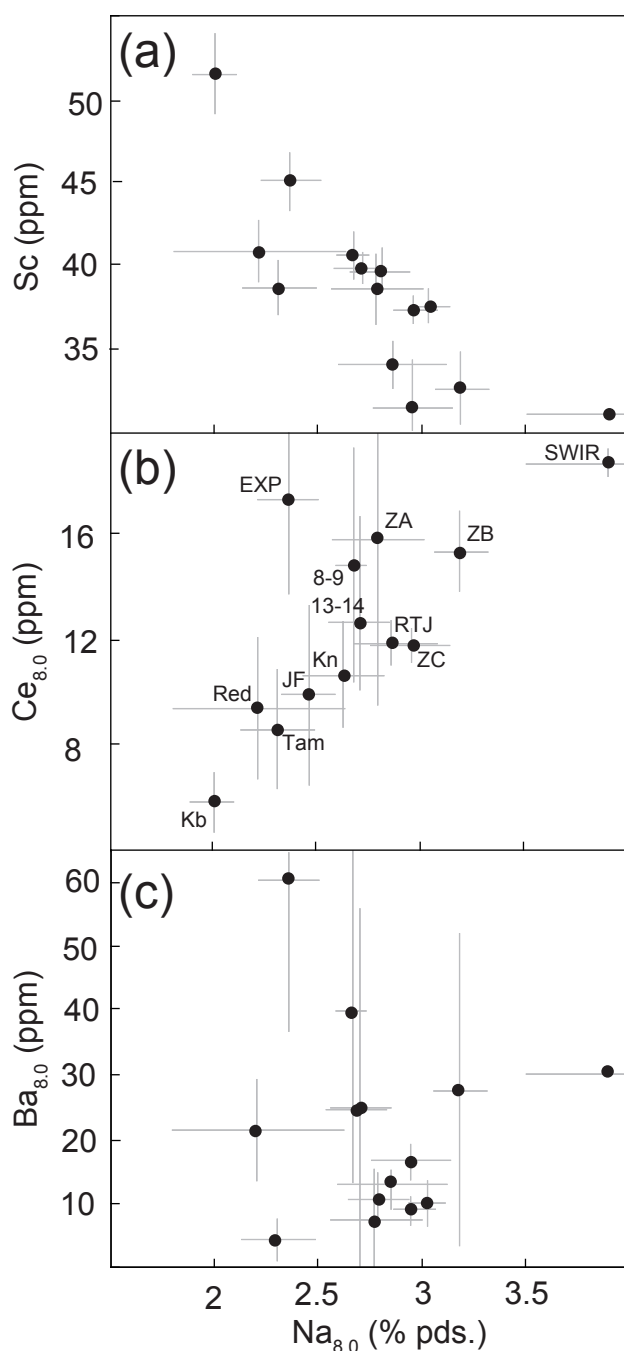 (a)
50
45
40
35
Sc (ppm)
(b)
SWIR
EXP
ZA
ZB
16
8-9
13-14
RTJ
12
Kn
ZC
JF
Red
8
Tam
Kb
Ce8.0 (ppm)
(c)
60
50
40
30
20
10
Ba8.0 (ppm)
2 2.5 3 3.5
Na8.0 (% pds.)